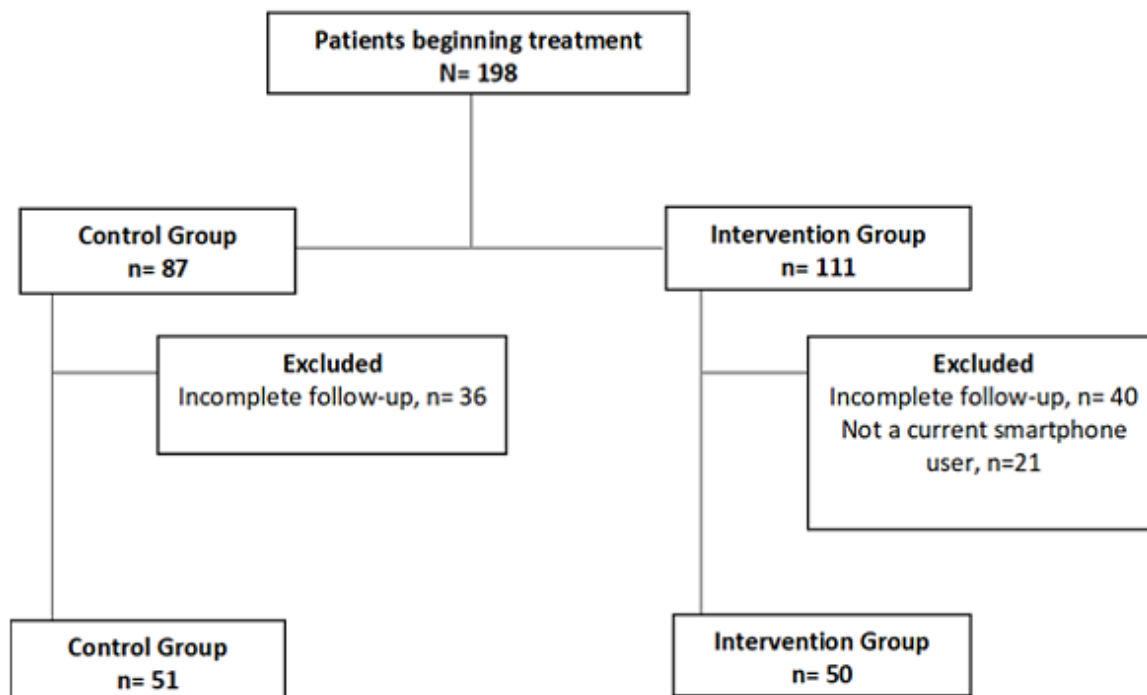 Patients beginning treatment
N= 198
Control Group
n= 87
Intervention Group
n= 111
Excluded
Incomplete follow-up, n= 36
Excluded
Incomplete follow-up, n= 40
Not a current smartphone
user, n=21
Control Group
n= 51
Intervention Group
n= 50